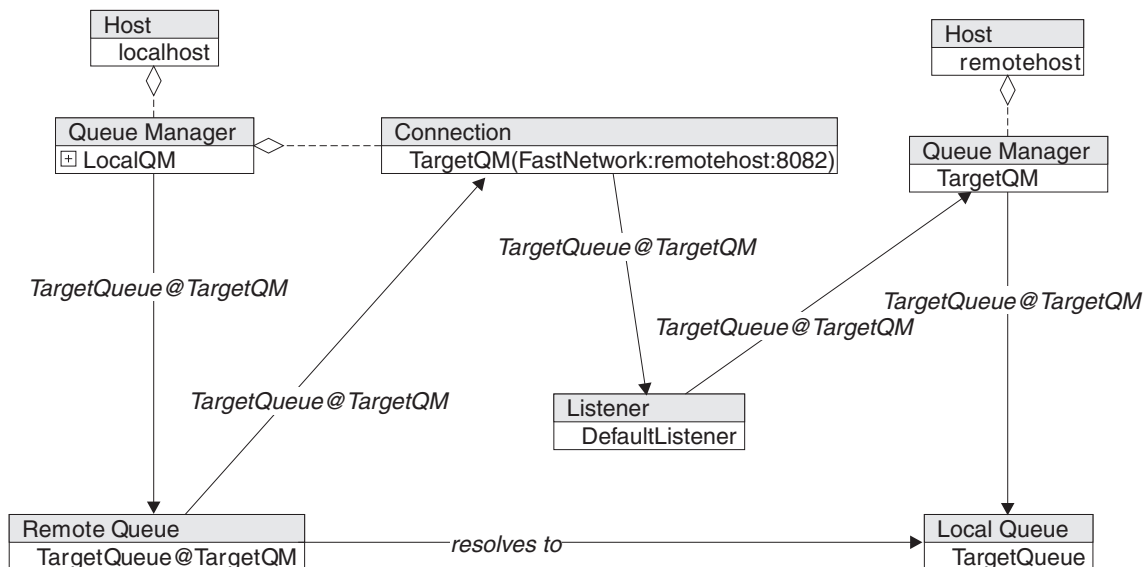 Host
localhost
Host
remotehost
Queue Manager
LocalQM
Connection
TargetQM(FastNetwork:remotehost:8082)
Queue Manager
TargetQM
TargetQueue@TargetQM
TargetQueue@TargetQM
TargetQueue@TargetQM
TargetQueue@TargetQM
TargetQueue@TargetQM
Listener
DefaultListener
Remote Queue
TargetQueue@TargetQM
resolves to
Local Queue
TargetQueue